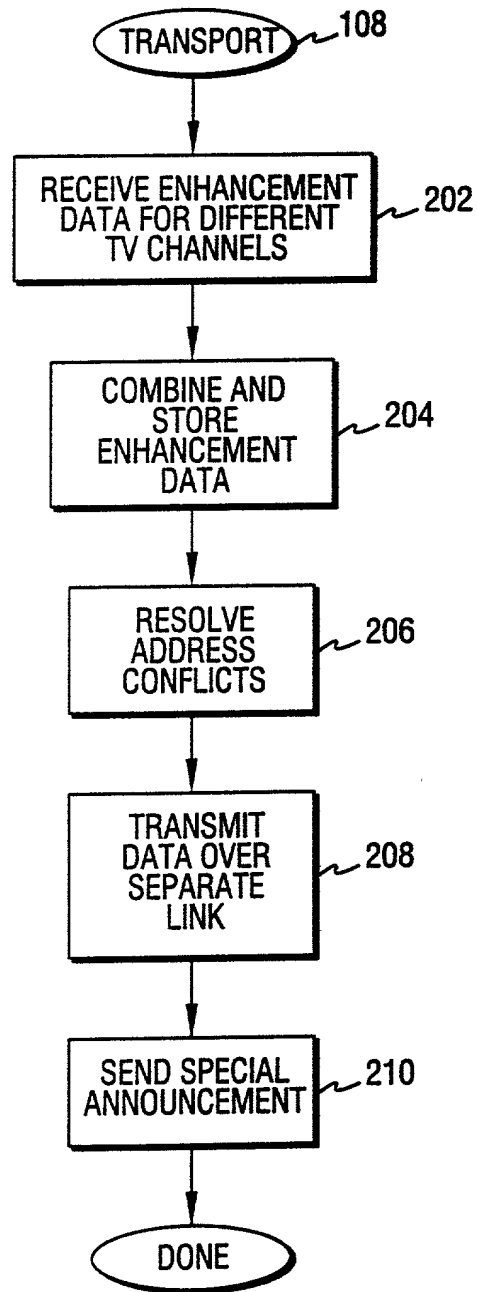 TRANSPORT 108
RECEIVE ENHANCEMENT
DATA FOR DIFFERENT
TV CHANNELS
202
COMBINE AND
STORE
ENHANCEMENT
DATA
204
RESOLVE
ADDRESS
CONFLICTS
206
TRANSMIT
DATA OVER
SEPARATE
LINK
208
SEND SPECIAL
ANNOUNCEMENT
210
DONE